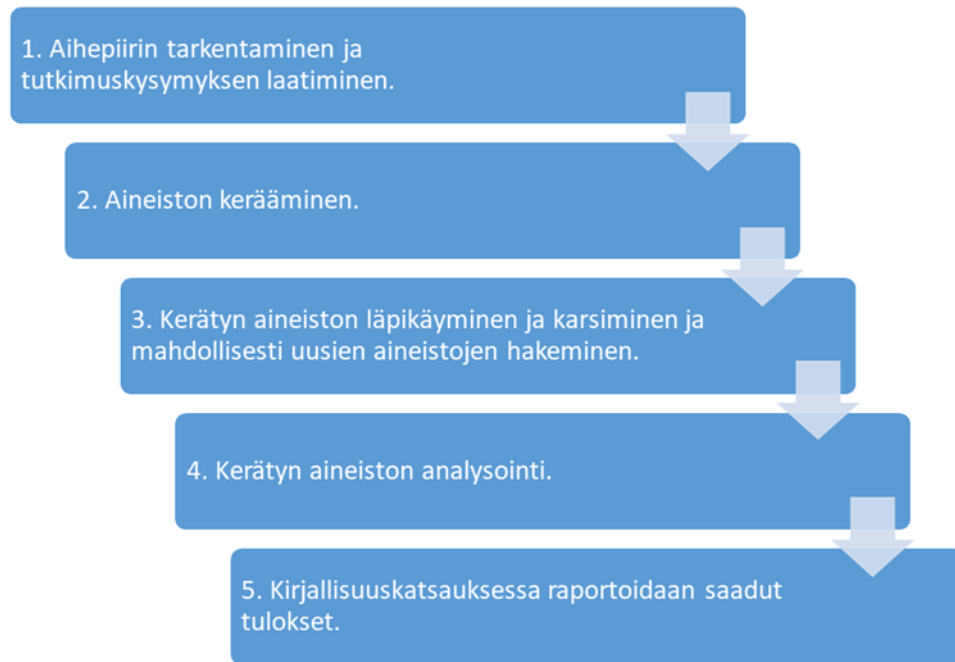 1. Aihepiirin tarkentaminen ja
tutkimuskysymyksen laatiminen.
2. Aineiston kerääminen.
3. Kerätyn aineiston läpikäyminen ja karsiminen ja
mahdollisesti uusien aineistojen hakeminen.
4. Kerätyn aineiston analysointi.
5. Kirjallisuuskatsauksessa raportoidaan saadut
tulokset.